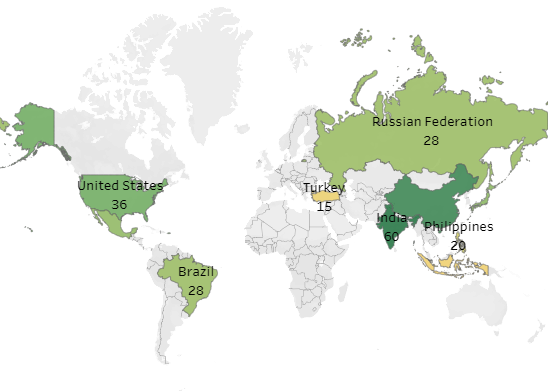 Russian Federation
28
United States
36
Turkey
15
India
60
Philippines
20
Brazil
28